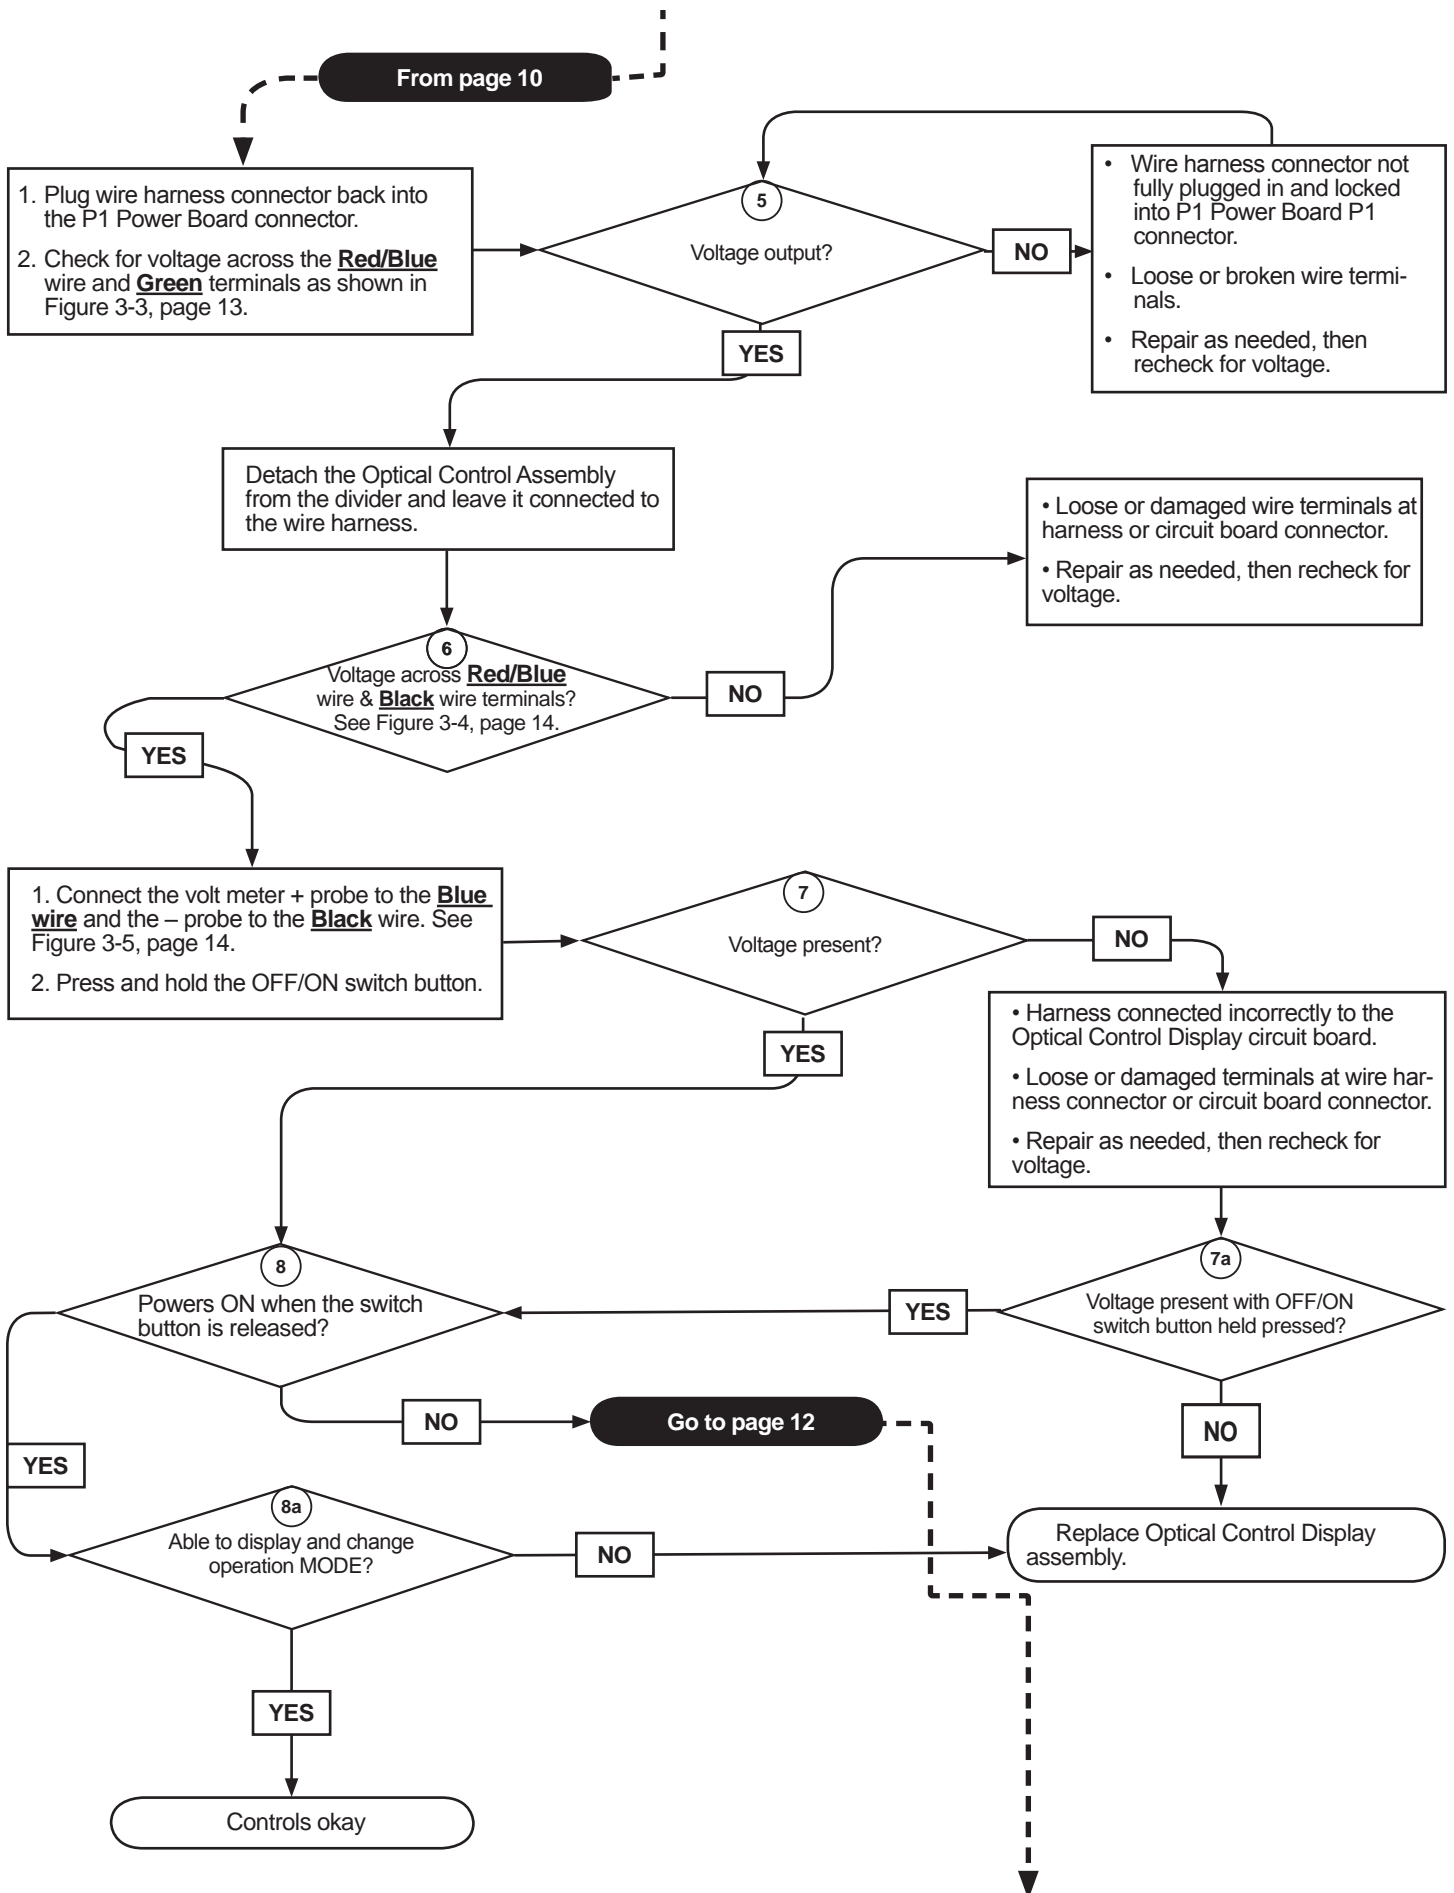 From page 10
1. Plug wire harness connector back into
the P1 Power Board connector.
2. Check for voltage across the Red/Blue
wire and Green terminals as shown in
Figure 3-3, page 13.
5
Voltage output?
NO
• Wire harness connector not
fully plugged in and locked
into P1 Power Board P1
connector.
• Loose or broken wire termi-
nals.
• Repair as needed, then
recheck for voltage.
YES
Detach the Optical Control Assembly
from the divider and leave it connected to
the wire harness.
6
Voltage across Red/Blue
wire & Black wire terminals?
See Figure 3-4, page 14.
NO
• Loose or damaged wire terminals at
harness or circuit board connector.
• Repair as needed, then recheck for
voltage.
YES
1. Connect the volt meter + probe to the Blue
wire and the – probe to the Black wire. See
Figure 3-5, page 14.
2. Press and hold the OFF/ON switch button.
7
Voltage present?
NO
• Harness connected incorrectly to the
Optical Control Display circuit board.
• Loose or damaged terminals at wire har-
ness connector or circuit board connector.
• Repair as needed, then recheck for
voltage.
YES
7a
Voltage present with OFF/ON
switch button held pressed?
YES
NO
8
Powers ON when the switch
button is released?
NO
Go to page 12
YES
8a
Able to display and change
operation MODE?
NO
Replace Optical Control Display
assembly.
YES
Controls okay